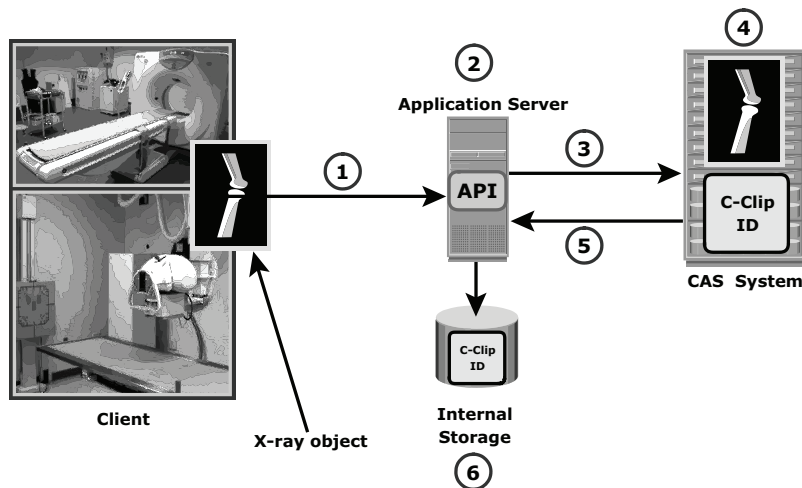 4
2
Application Server
1
3
API
C-Clip
ID
5
CAS System
C-Clip
ID
Client
Internal
Storage
X-ray object
6